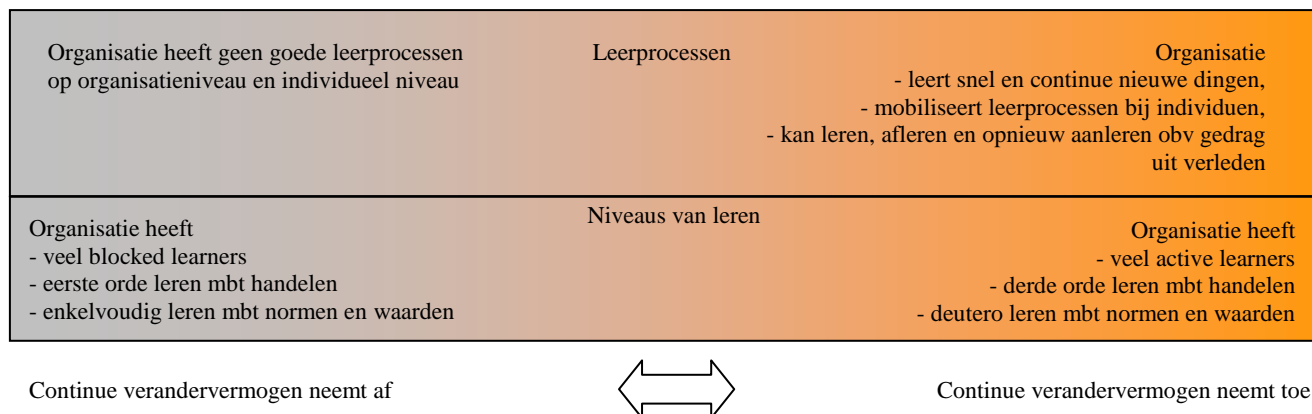 Organisatie heeft geen goede leerprocessen
op organisatieniveau en individueel niveau
Leerprocessen
Organisatie
- leert snel en continue nieuwe dingen,
- mobiliseert leerprocessen bij individuen,
- kan leren, afleren en opnieuw aanleren obv gedrag
uit verleden
Niveaus van leren
Organisatie heeft
- veel blocked learners
- eerste orde leren mbt handelen
- enkelvoudig leren mbt normen en waarden
Organisatie heeft
- veel active learners
- derde orde leren mbt handelen
- deutero leren mbt normen en waarden
Continue verandervermogen neemt af
Continue verandervermogen neemt toe